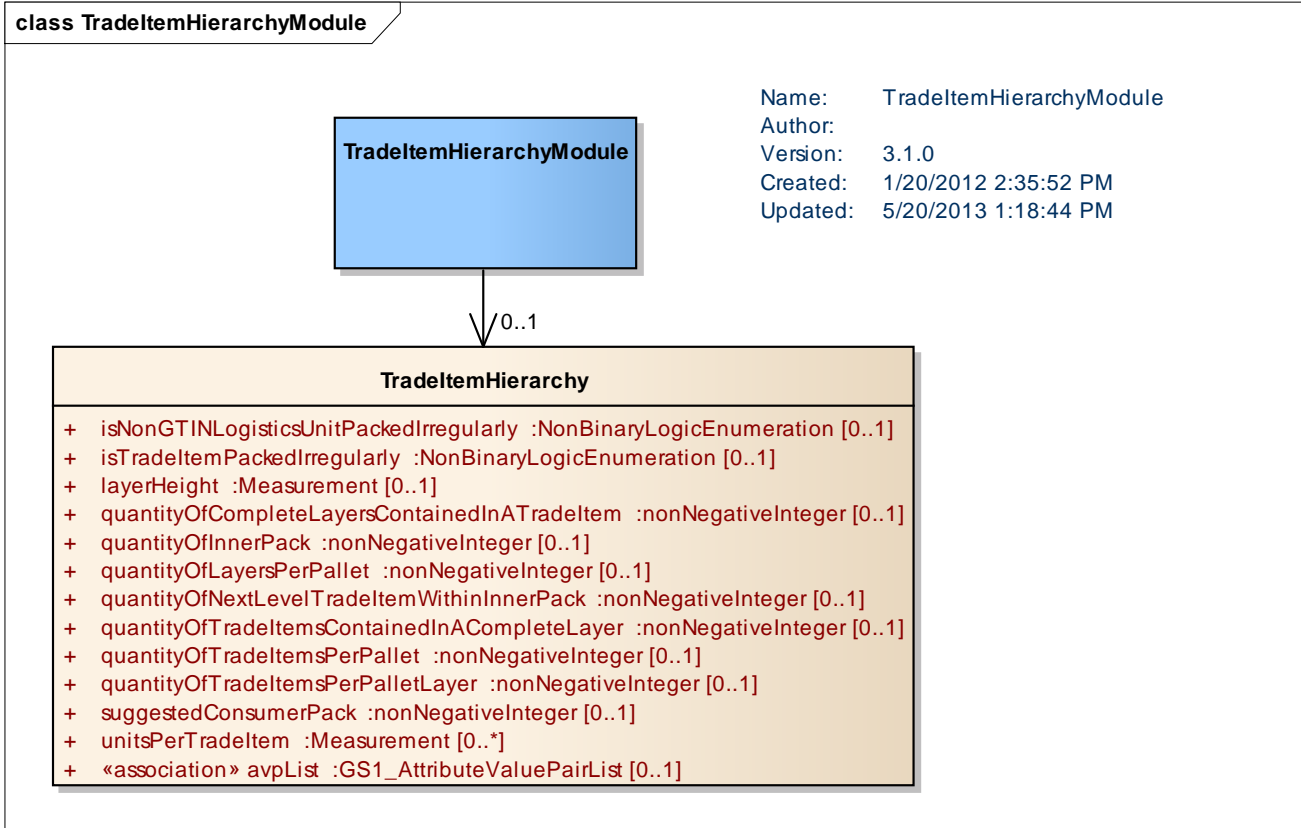 class TradeItemHierarchyModule
Name: TradeItemHierarchyModule
Author:
Version: 3.1.0
Created: 1/20/2012 2:35:52 PM
Updated: 5/20/2013 1:18:44 PM
TradeItemHierarchyModule
0..1
TradeItemHierarchy
+ isNonGTINLogisticsUnitPackedIrregularly :NonBinaryLogicEnumeration [0..1]
+ isTradeItemPackedIrregularly :NonBinaryLogicEnumeration [0..1]
+ layerHeight :Measurement [0..1]
+ quantityOfCompleteLayersContainedInATradeItem :nonNegativeInteger [0..1]
+ quantityOfInnerPack :nonNegativeInteger [0..1]
+ quantityOfLayersPerPallet :nonNegativeInteger [0..1]
+ quantityOfNextLevelTradeItemWithinInnerPack :nonNegativeInteger [0..1]
+ quantityOfTradeItemsContainedInACompleteLayer :nonNegativeInteger [0..1]
+ quantityOfTradeItemsPerPallet :nonNegativeInteger [0..1]
+ quantityOfTradeItemsPerPalletLayer :nonNegativeInteger [0..1]
+ suggestedConsumerPack :nonNegativeInteger [0..1]
+ unitsPerTradeItem :Measurement [0..*]
+ «association» avpList :GS1_AttributeValuePairList [0..1]